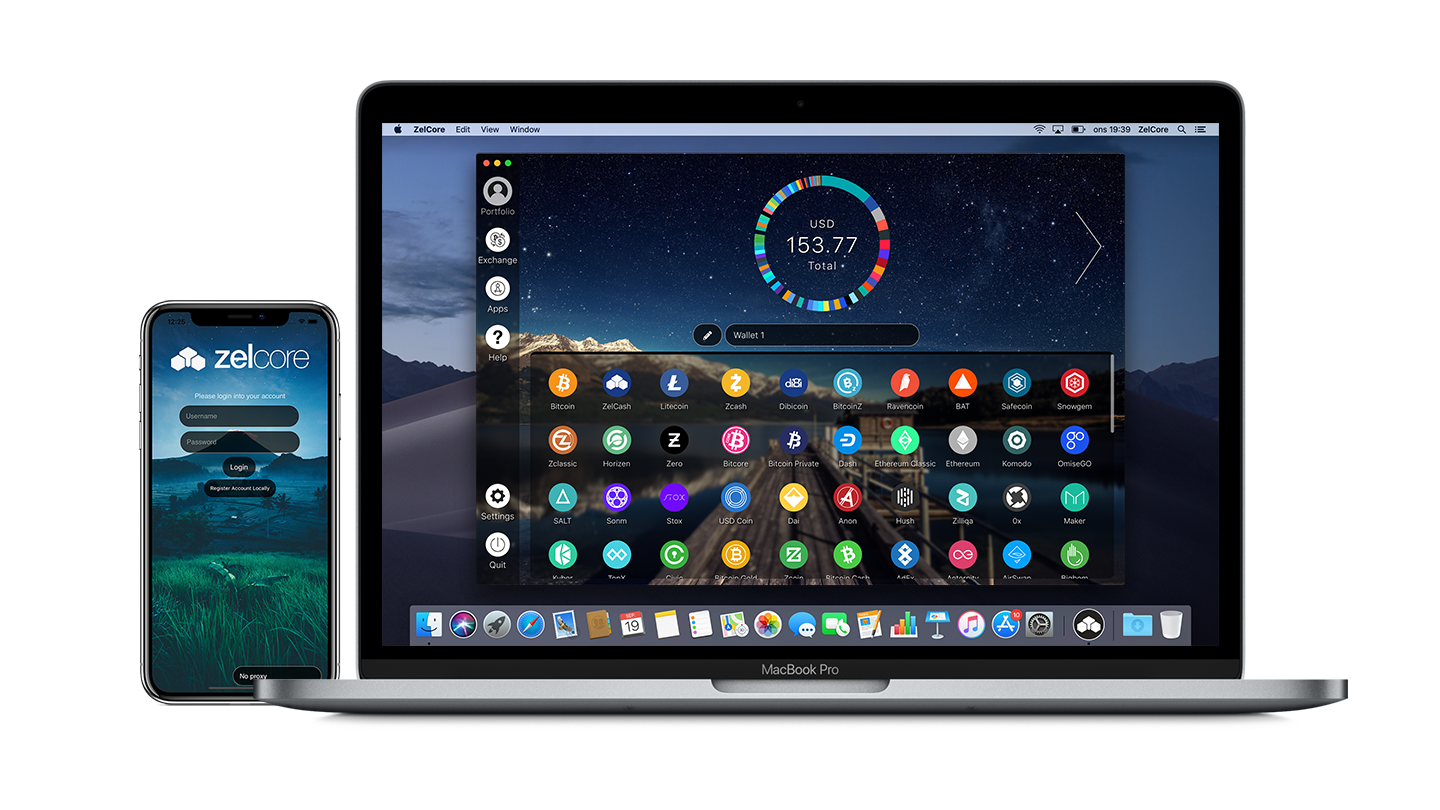 ZelCore Edit View Window ons 19:39 ZelCore
Portfolio
Exchange
Apps
Help
Settings
Quit
USD
153.77
Total
Wallet 1
Bitcoin ZelCash Litecoin Zcash Dibicoin BitcoinZ Ravencoin BAT Safecoin Snowgem
Zclassic Horizen Zero Bitcore Bitcoin Private Dash Ethereum Classic Ethereum Komodo OmiseGO
SALT Sonm Stox USD Coin Dai Anon Hush Zilliqa 0x Maker
Kyber TenX Civic Bitcoin Gold Zcoin Bitcoin Cash AdEx Aeternity AirSwap Bighem
SEP
19
10
MacBook Pro
12:25
zelcore
Please login into your account
Username
Password
Login
Register Account Locally
No proxy